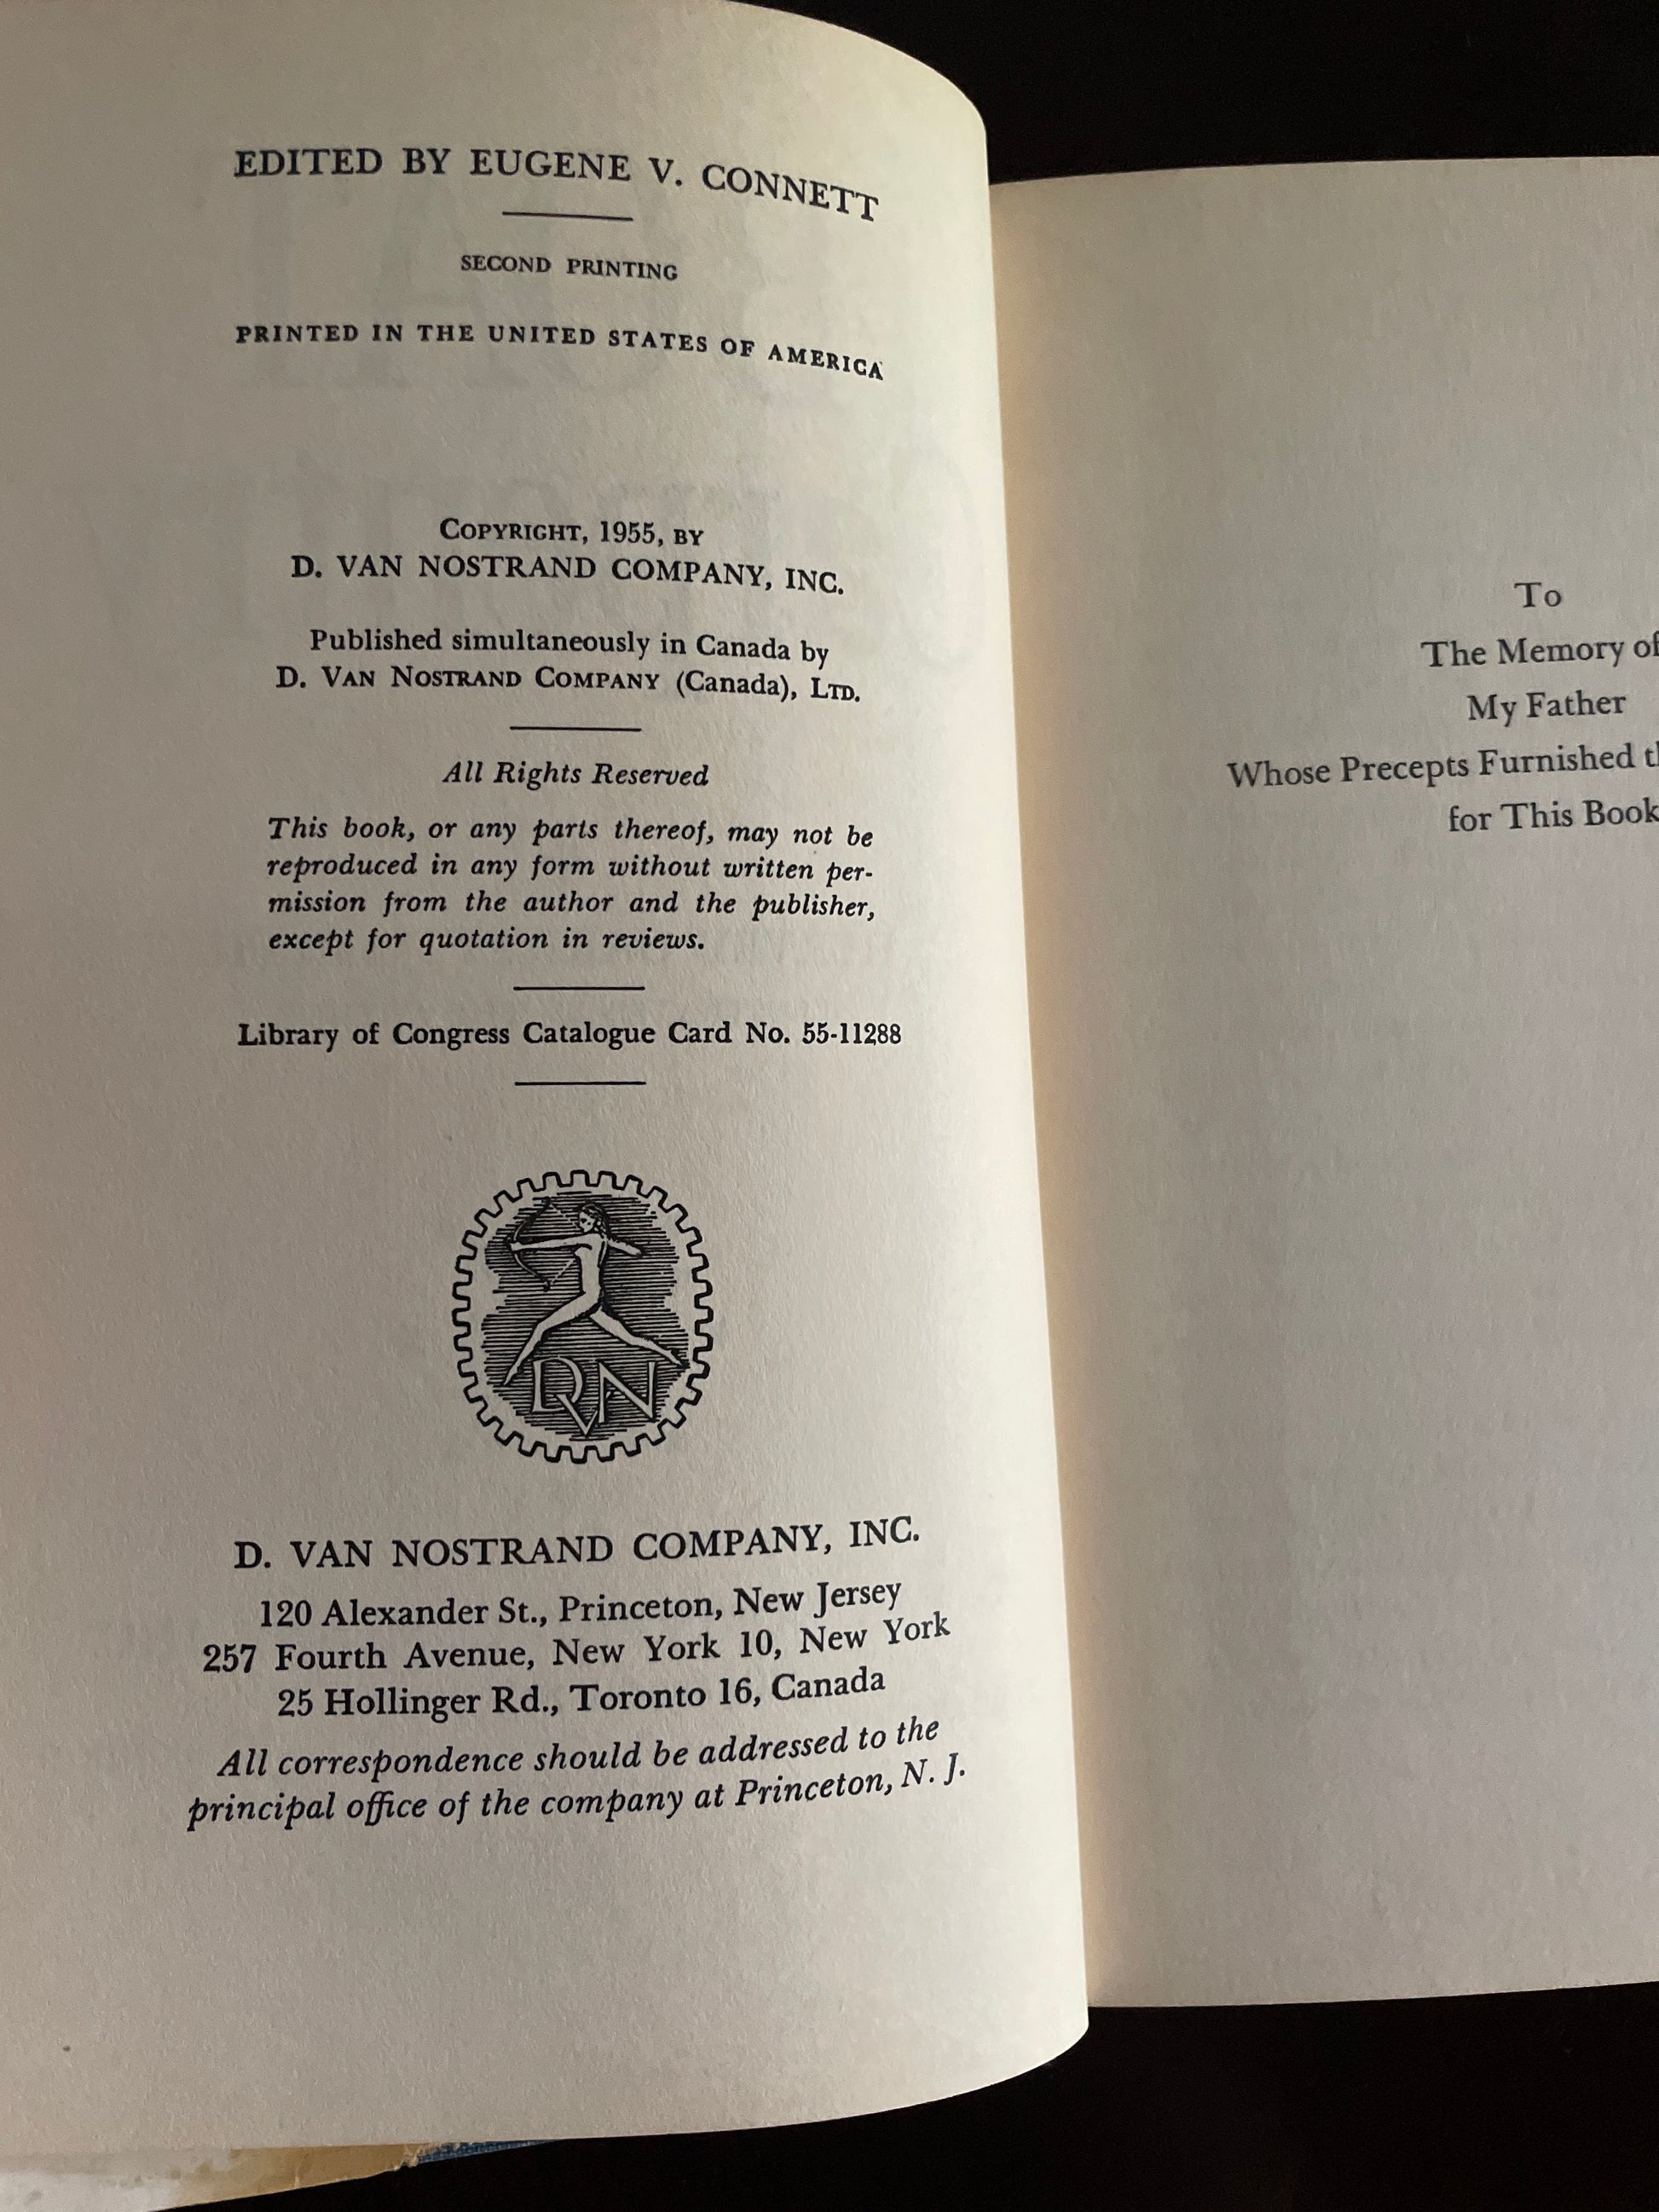 EDITED BY EUGENE V. CONNETT
SECOND PRINTING
PRINTED IN THE UNITED STATES OF AMERICA
COPYRIGHT, 1955, BY
D. VAN NOSTRAND COMPANY, INC.
Published simultaneously in Canada by
D. VAN NOSTRAND COMPANY (Canada), LTD.
All Rights Reserved
This book, or any parts thereof, may not be
reproduced in any form without written per-
mission from the author and the publisher,
except for quotation in reviews.
Library of Congress Catalogue Card No. 55-11288
DVN
D. VAN NOSTRAND COMPANY, INC.
120 Alexander St., Princeton, New Jersey
257 Fourth Avenue, New York 10, New York
25 Hollinger Rd., Toronto 16, Canada
All correspondence should be addressed to the
principal office of the company at Princeton, N. J.
To
The Memory of
My Father
Whose Precepts Furnished
for This Book